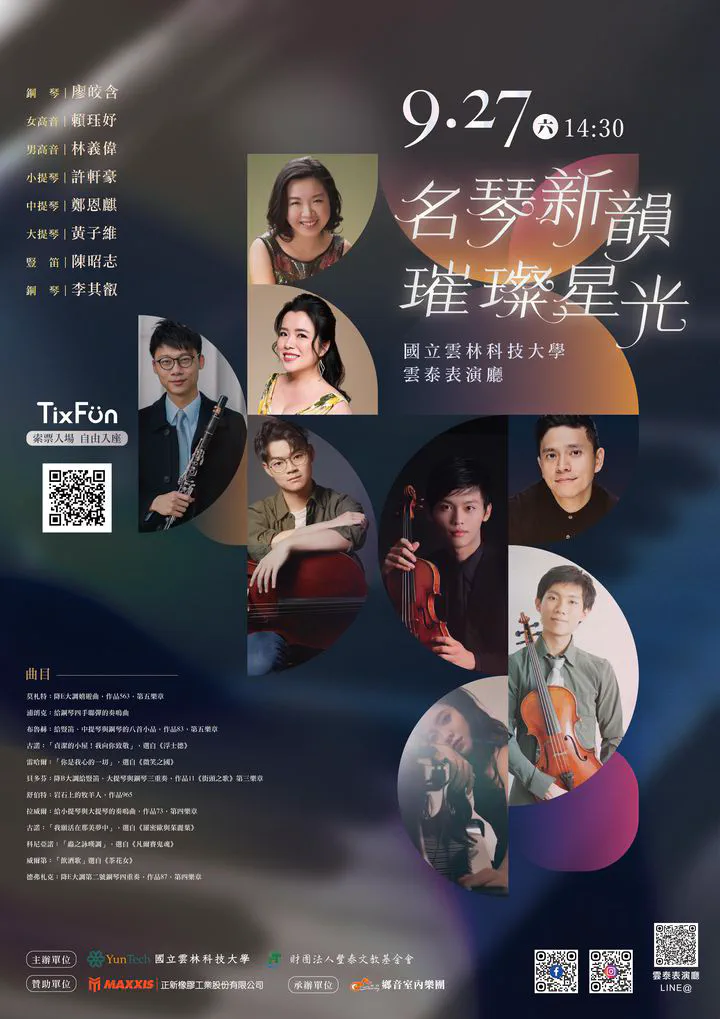 鋼 琴|廖皎含
女高音|賴珏妤
男高音|林義偉
小提琴|許軒豪
中提琴|鄭恩麒
大提琴|黃子維
豎 笛|陳昭志
鋼 琴|李其叡
9.27 六 14:30
名琴新韻
璀璨星光
國立雲林科技大學
雲泰表演廳
TixFun
索票入場 自由入座
曲目
莫札特：降E大調嬉遊曲，作品563，第五樂章
浦朗克：給鋼琴四手聯彈的奏鳴曲
布魯赫：給豎笛、中提琴與鋼琴的八首小品，作品83，第五樂章
古諾：「貞潔的小屋！我向你致敬」，選自《浮士德》
雷哈爾：「你是我心的一切」，選自《微笑之國》
貝多芬：降B大調給豎笛、大提琴與鋼琴三重奏，作品11《街頭之歌》第三樂章
舒伯特：岩石上的牧羊人，作品965
拉威爾：給小提琴與大提琴的奏鳴曲，作品73，第四樂章
古諾：「我願活在那美夢中」，選自《羅密歐與茱麗葉》
科尼亞諾：「蟲之詠嘆調」，選自《凡爾賽鬼魂》
威爾第：「飲酒歌」選自《茶花女》
德弗札克：降E大調第二號鋼琴四重奏，作品87，第四樂章
主辦單位 YunTech 國立雲林科技大學 財團法人豐泰文教基金會
贊助單位 MAXXIS 正新橡膠工業股份有限公司 承辦單位 鄉音室內樂團
雲泰表演廳
LINE@